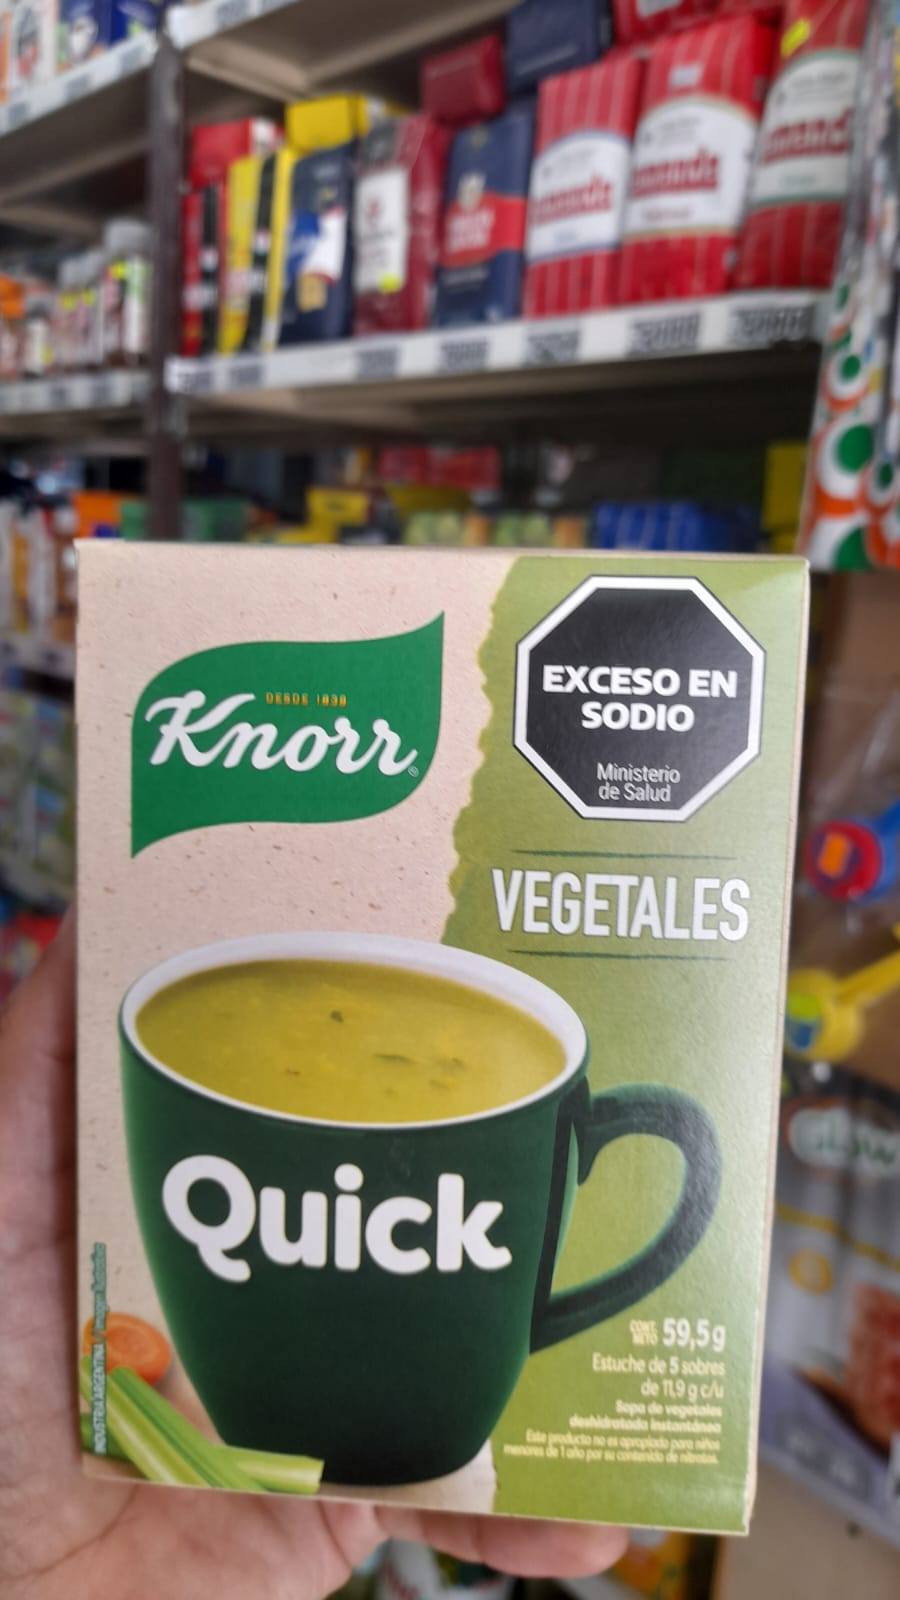 DESDE 1838
Knorr
EXCESO EN
SODIO
Ministerio
de Salud
VEGETALES
Quick
CONT.
NETO 59,5g
Estuche de 5 sobres
de 11,9 g c/u
Sopa de vegetales
deshidratada instantánea
Este producto no es apropiado para niños
menores de 1 año por su contenido de nitratos.
INDUSTRIA ARGENTINA